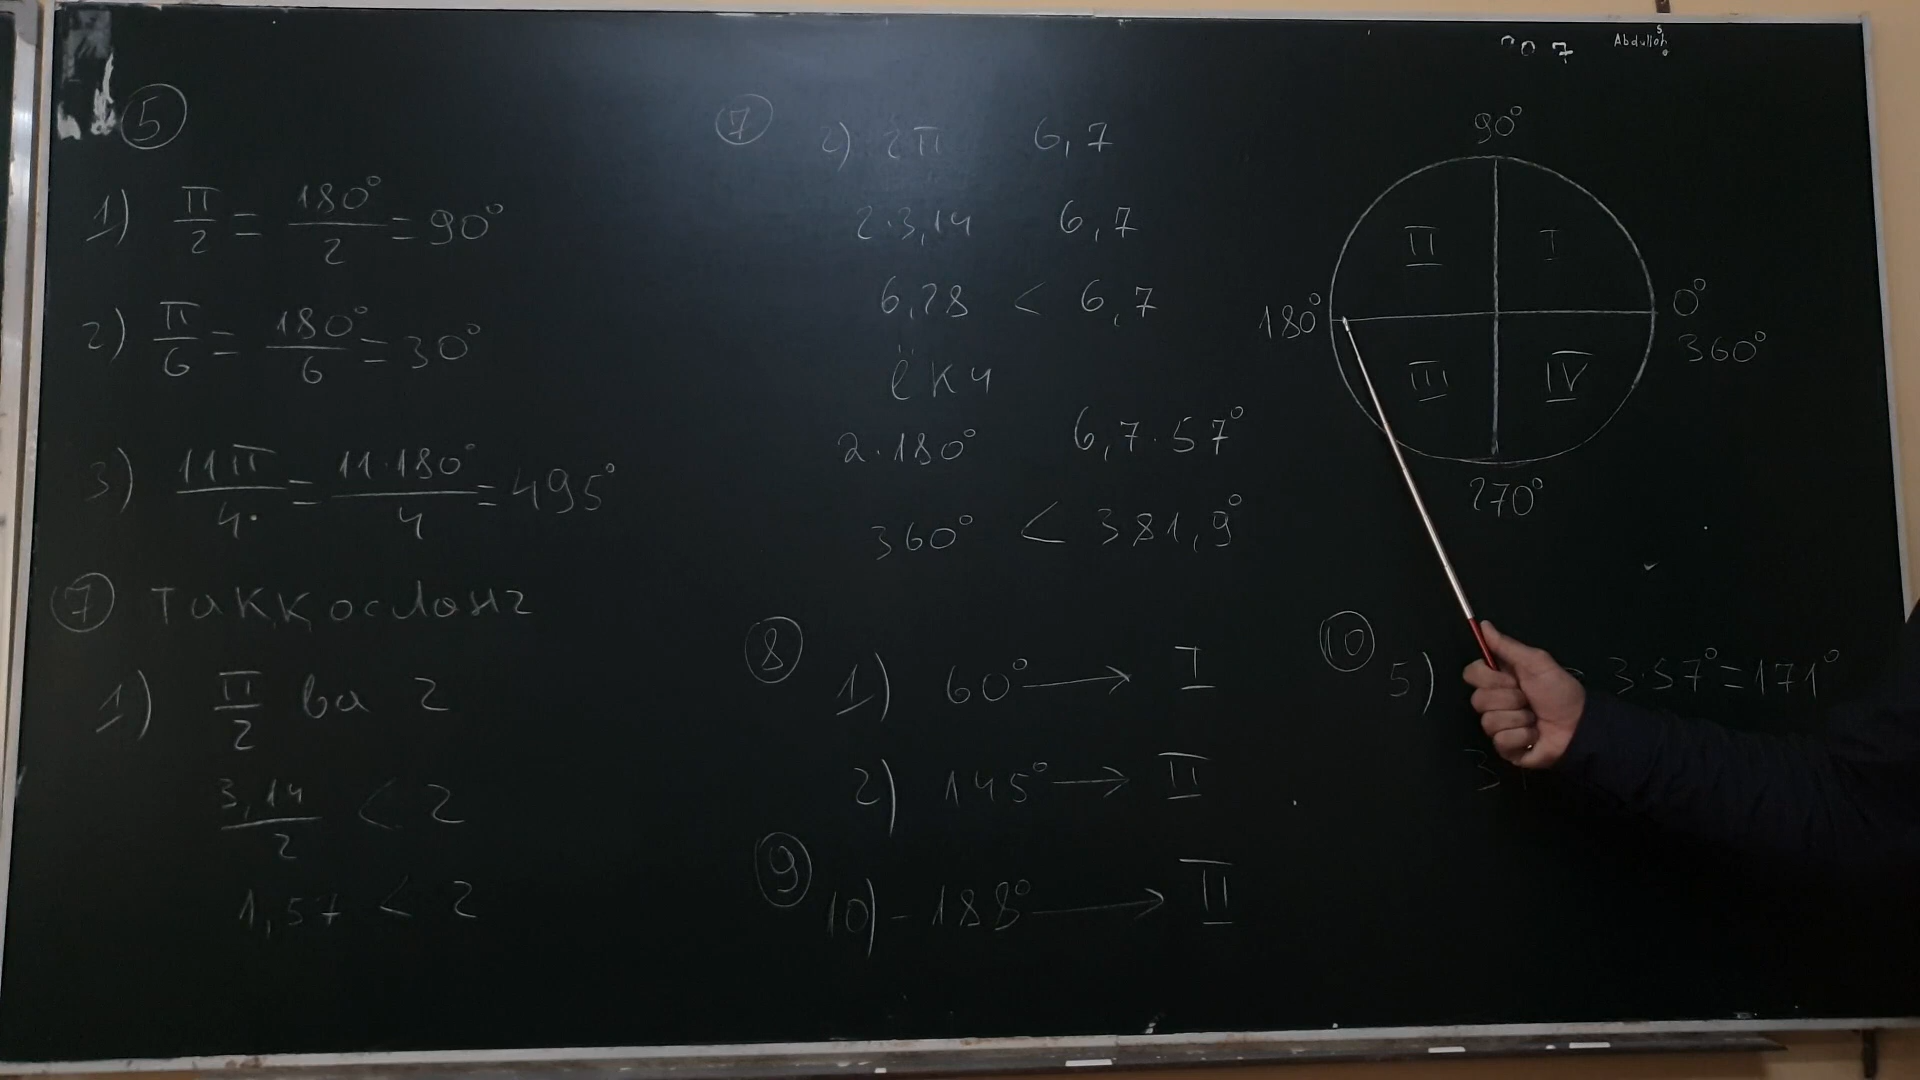 5
1) π/2 = 180°/2 = 90°
2) π/6 = 180°/6 = 30°
3) 11π/4 = 11·180°/4 = 495°
7 таққосланг
1) π/2 ва 2
3,14/2 < 2
1,57 < 2
7 2) 2π 6,7
2·3,14 6,7
6,28 < 6,7
ёки
2·180° 6,7·57°
360° < 381,9°
8 1) 60° → I
2) 145° → II
9 10) -188° → II
Abdulloh
90°
II I
180° 0°
360°
III IV
270°
10 5) 3·57°=171°